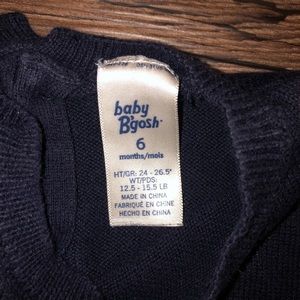 baby
B'gosh
6
months/mois
HT/GR: 24 - 26.5"
WT/PDS:
12.5 - 15.5 LB
MADE IN CHINA
FABRIQUÉ EN CHINE
HECHO EN CHINA